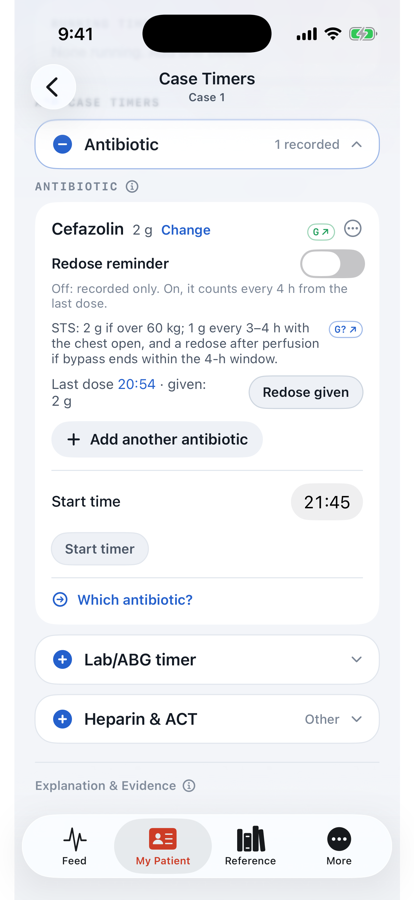 9:41
Case Timers
Case 1
CASE TIMERS
Antibiotic 1 recorded
ANTIBIOTIC
Cefazolin 2 g Change G ↗
Redose reminder
Off: recorded only. On, it counts every 4 h from the
last dose.
STS: 2 g if over 60 kg; 1 g every 3–4 h with G? ↗
the chest open, and a redose after perfusion
if bypass ends within the 4-h window.
Last dose 20:54 · given:
2 g
Redose given
+ Add another antibiotic
Start time 21:45
Start timer
Which antibiotic?
Lab/ABG timer
Heparin & ACT Other
Explanation & Evidence
Feed
My Patient
Reference
More